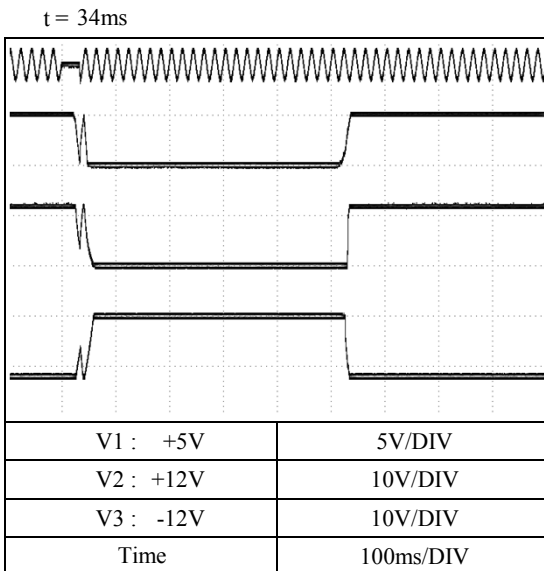 t = 34ms
V1 : +5V 5V/DIV
V2 : +12V 10V/DIV
V3 : -12V 10V/DIV
Time 100ms/DIV